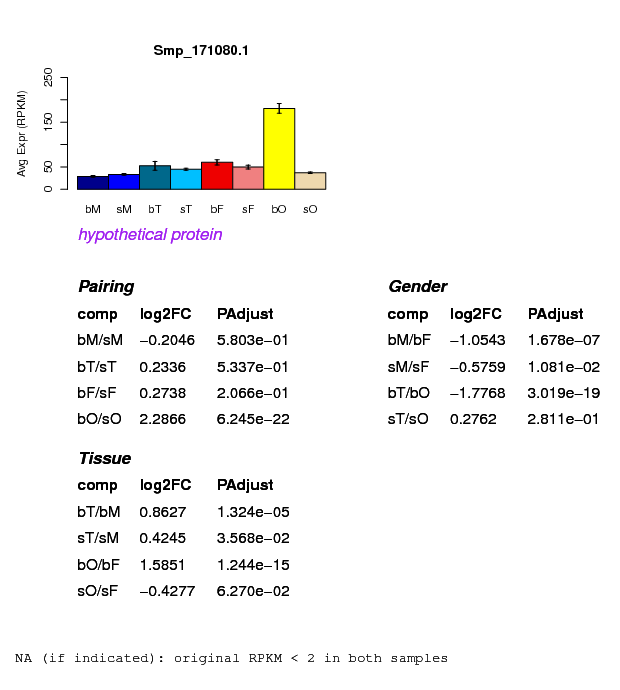 Smp_171080.1
Avg Expr (RPKM)
250
150
50
0
bM sM bT sT bF sF bO sO
hypothetical protein
Pairing
comp log2FC PAdjust
bM/sM −0.2046 5.803e−01
bT/sT 0.2336 5.337e−01
bF/sF 0.2738 2.066e−01
bO/sO 2.2866 6.245e−22
Gender
comp log2FC PAdjust
bM/bF −1.0543 1.678e−07
sM/sF −0.5759 1.081e−02
bT/bO −1.7768 3.019e−19
sT/sO 0.2762 2.811e−01
Tissue
comp log2FC PAdjust
bT/bM 0.8627 1.324e−05
sT/sM 0.4245 3.568e−02
bO/bF 1.5851 1.244e−15
sO/sF −0.4277 6.270e−02
NA (if indicated): original RPKM < 2 in both samples